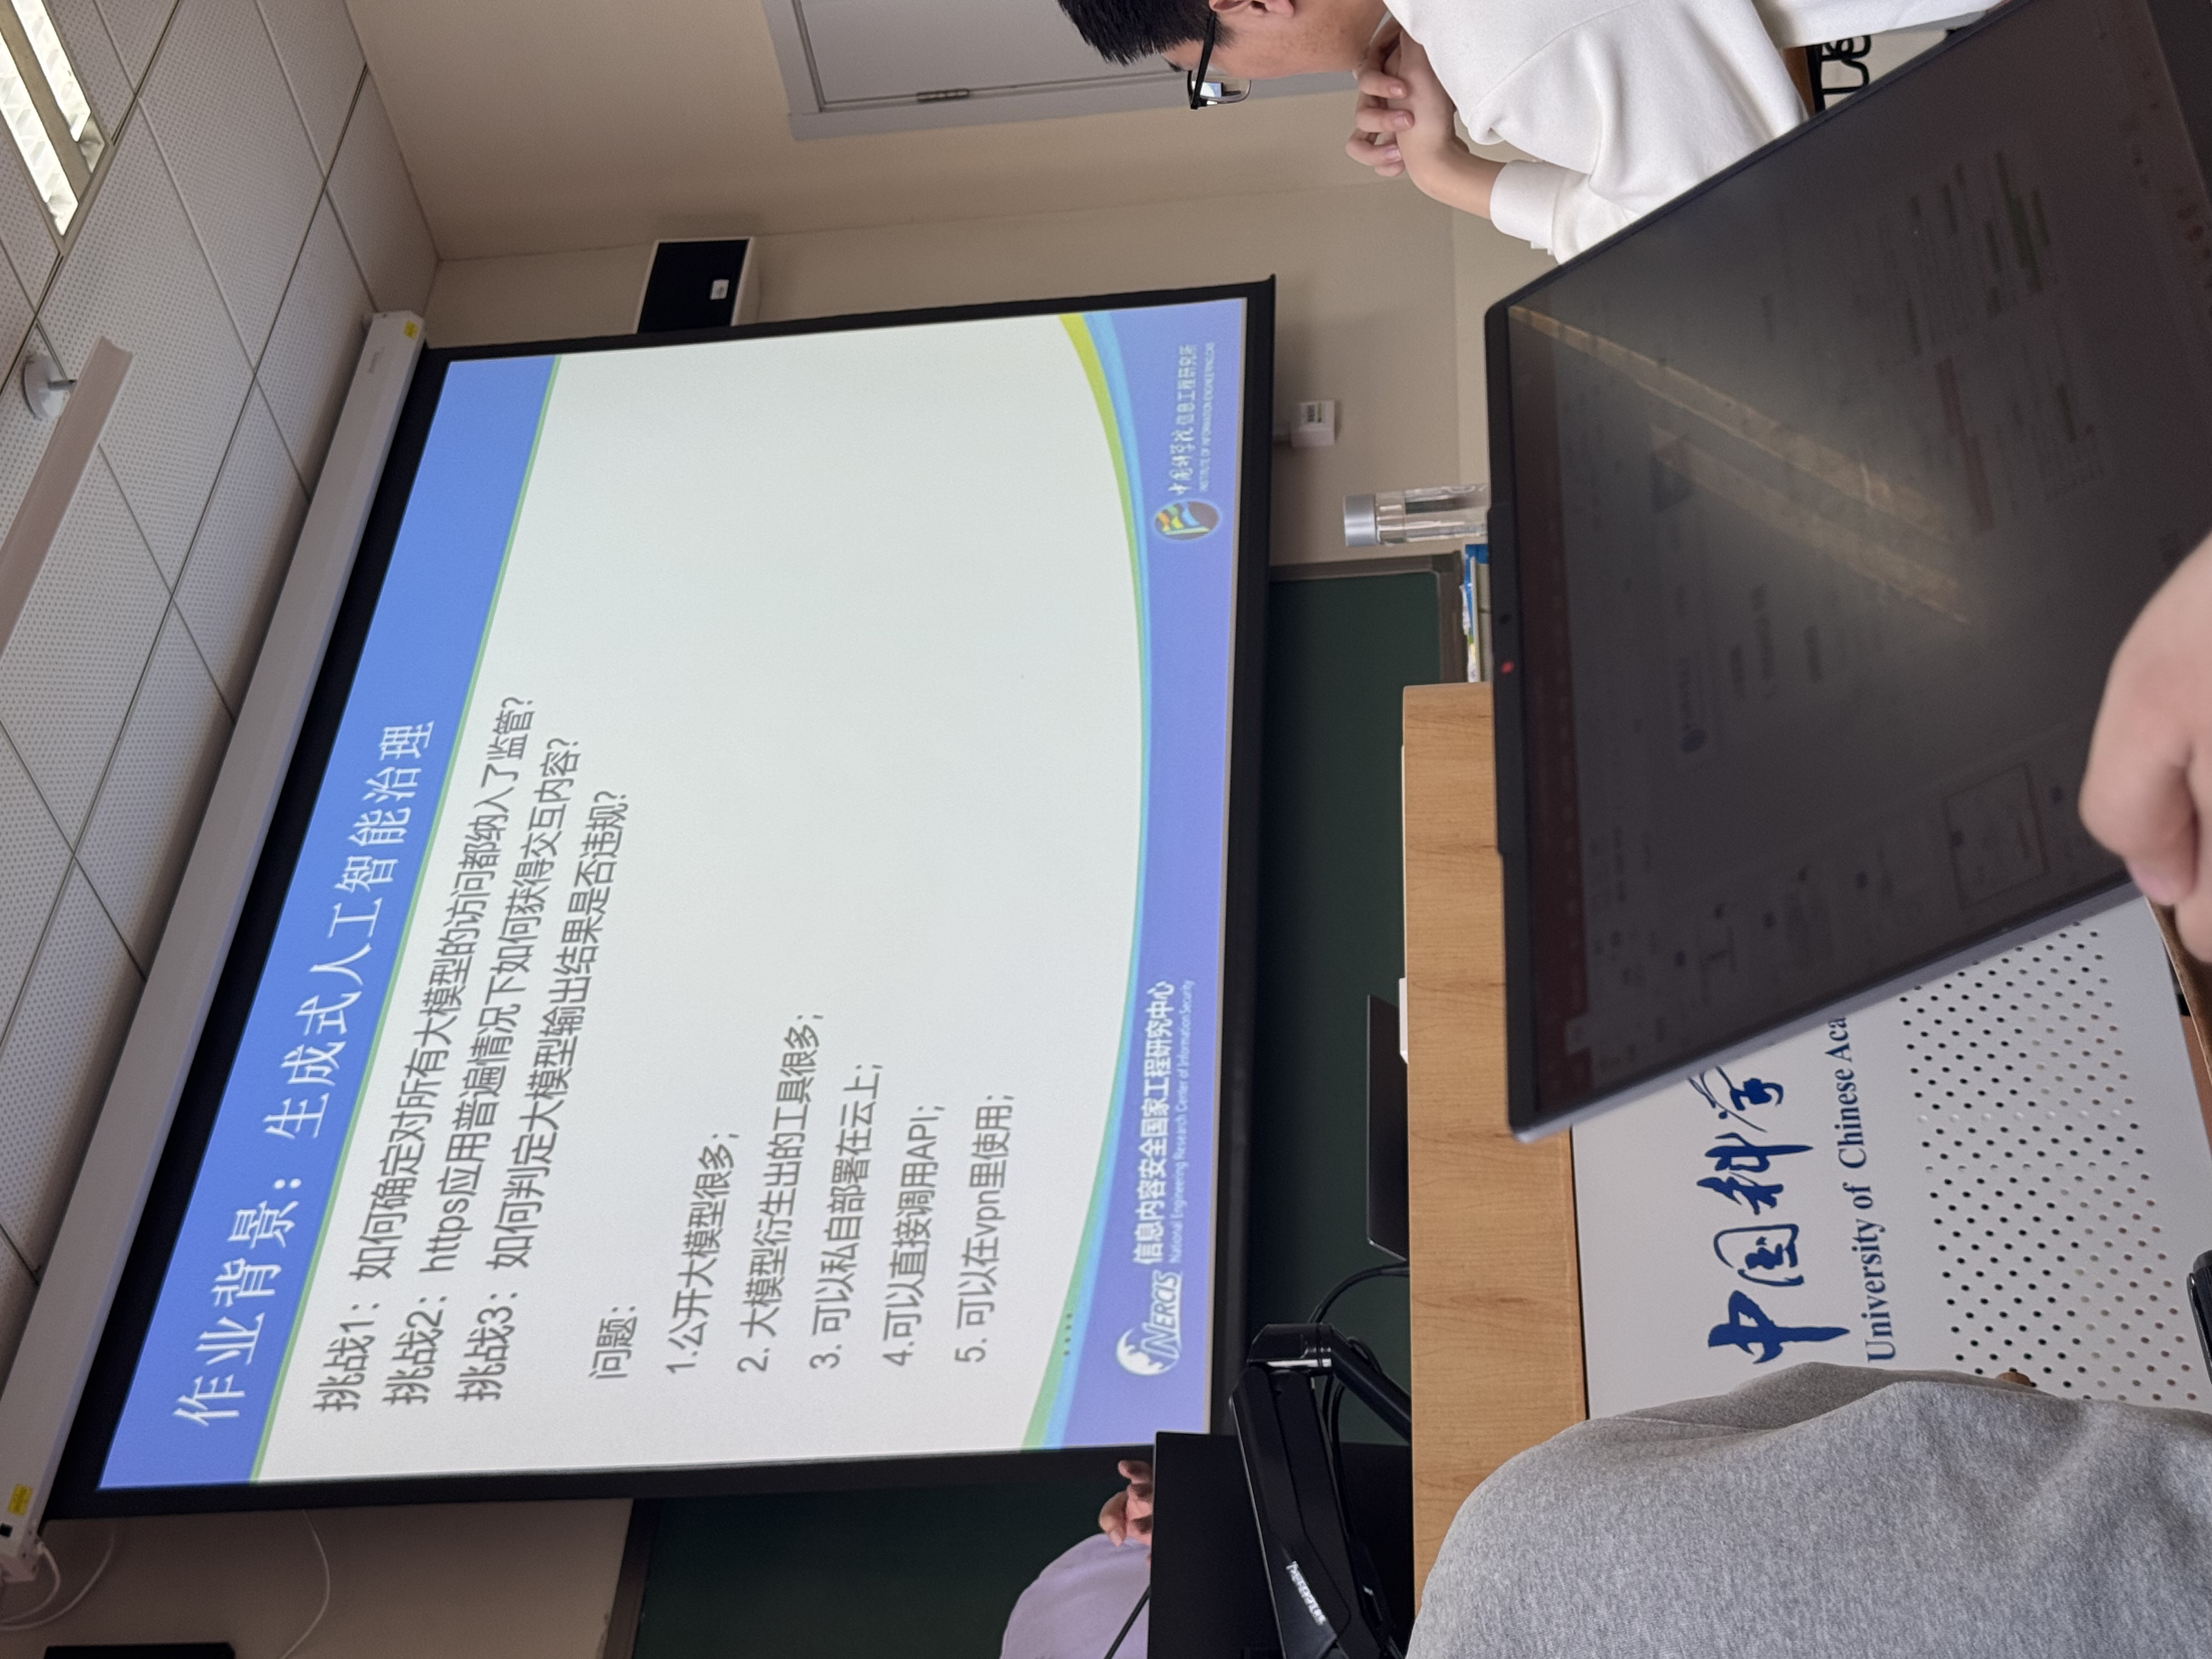 作业背景：生成式人工智能治理
挑战1：如何确定对所有大模型的访问都纳入了监管？
挑战2：https应用普遍情况下如何获得交互内容？
挑战3：如何判定大模型输出结果是否违规？
问题：
1.公开大模型很多；
2. 大模型衍生出的工具很多；
3. 可以私自部署在云上；
4.可以直接调用API；
5. 可以在vpn里使用；
....
NERCIS 信息内容安全国家工程研究中心
National Engineering Research Center of Information Security
中国科学院 信息工程研究所
INSTITUTE OF INFORMATION ENGINEERING,CAS
中国科学
University of Chinese Aca